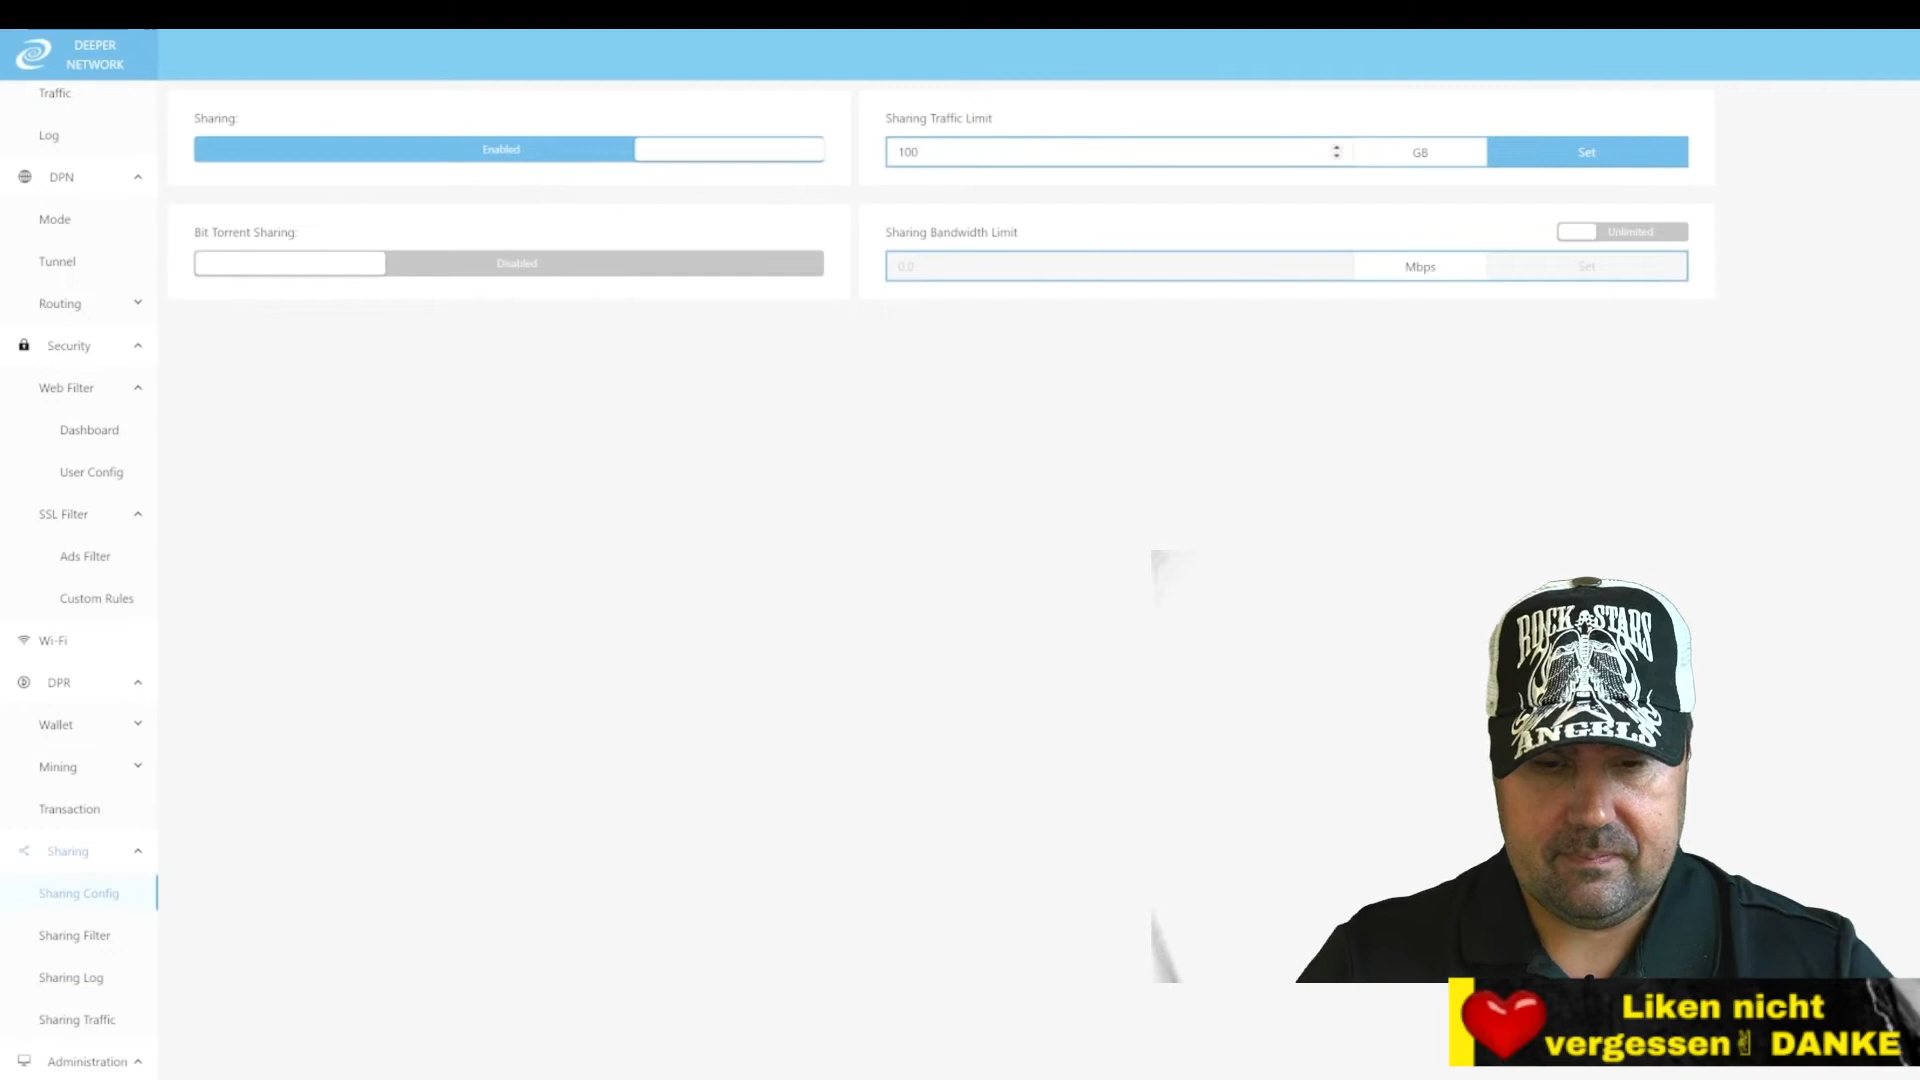 DEEPER
NETWORK
Traffic
Log
DPN
Mode
Tunnel
Routing
Security
Web Filter
Dashboard
User Config
SSL Filter
Ads Filter
Custom Rules
Wi-Fi
DPR
Wallet
Mining
Transaction
Sharing
Sharing Config
Sharing Filter
Sharing Log
Sharing Traffic
Administration
Sharing:
Enabled
Sharing Traffic Limit
100 GB Set
Bit Torrent Sharing:
Disabled
Sharing Bandwidth Limit Unlimited
0.0 Mbps Set
ROCK STARS
ANGELS
Liken nicht
vergessen DANKE